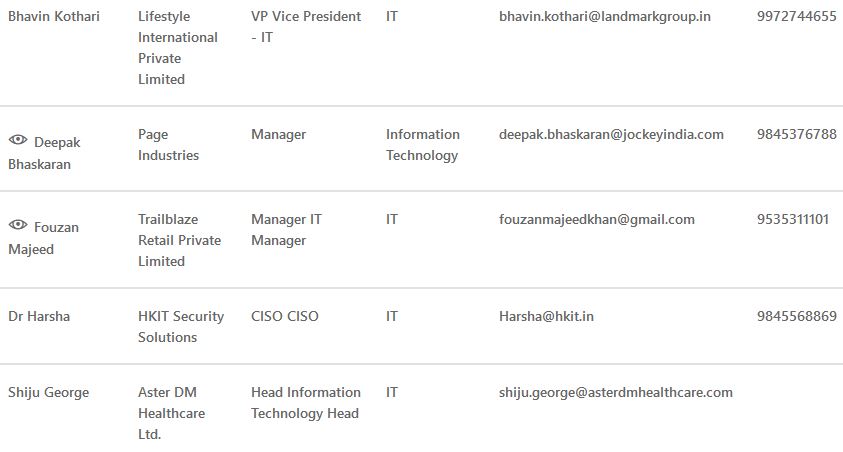 Bhavin Kothari Lifestyle VP Vice President IT bhavin.kothari@landmarkgroup.in 9972744655
International - IT
Private
Limited
Deepak Page Manager Information deepak.bhaskaran@jockeyindia.com 9845376788
Bhaskaran Industries Technology
Fouzan Trailblaze Manager IT IT fouzanmajeedkhan@gmail.com 9535311101
Majeed Retail Private Manager
Limited
Dr Harsha HKIT Security CISO CISO IT Harsha@hkit.in 9845568869
Solutions
Shiju George Aster DM Head Information IT shiju.george@asterdmhealthcare.com
Healthcare Technology Head
Ltd.